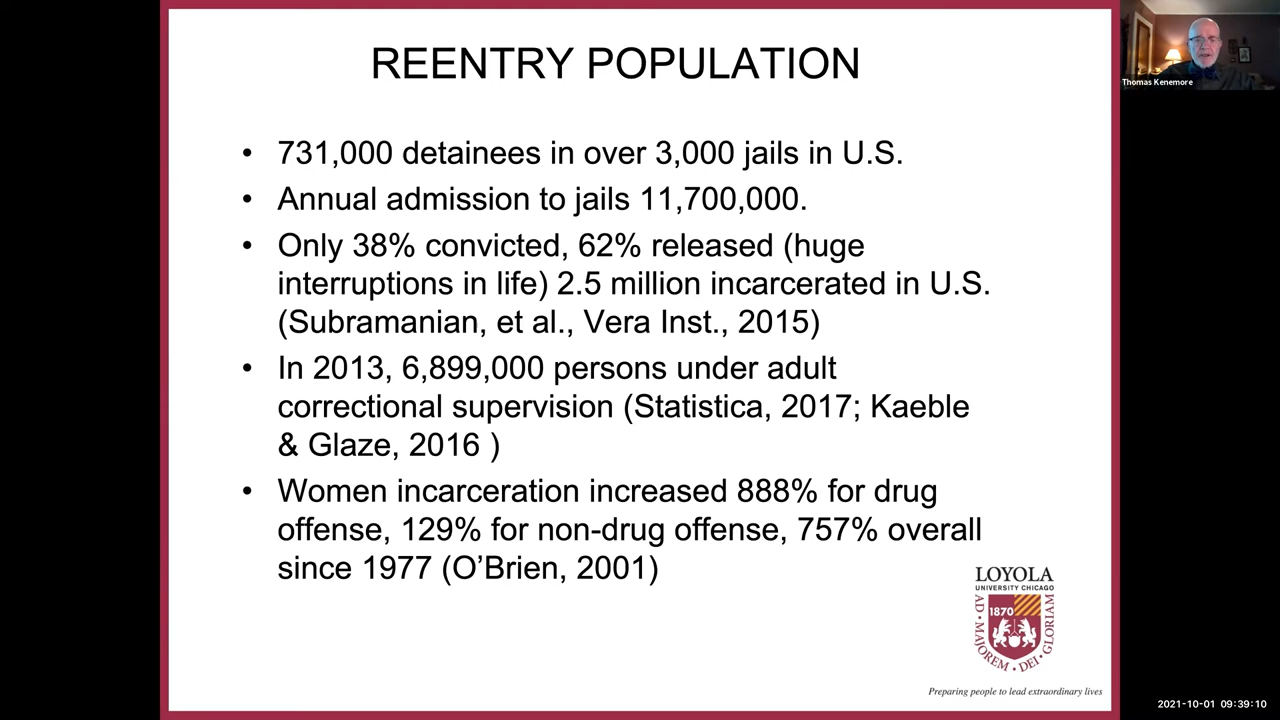 REENTRY POPULATION
• 731,000 detainees in over 3,000 jails in U.S.
• Annual admission to jails 11,700,000.
• Only 38% convicted, 62% released (huge
interruptions in life) 2.5 million incarcerated in U.S.
(Subramanian, et al., Vera Inst., 2015)
• In 2013, 6,899,000 persons under adult
correctional supervision (Statistica, 2017; Kaeble
& Glaze, 2016 )
• Women incarceration increased 888% for drug
offense, 129% for non-drug offense, 757% overall
since 1977 (O’Brien, 2001)
LOYOLA
UNIVERSITY CHICAGO
1870
AD • MAJOREM • DEI • GLORIAM
Preparing people to lead extraordinary lives
Thomas Kenemore
2021-10-01 09:39:10